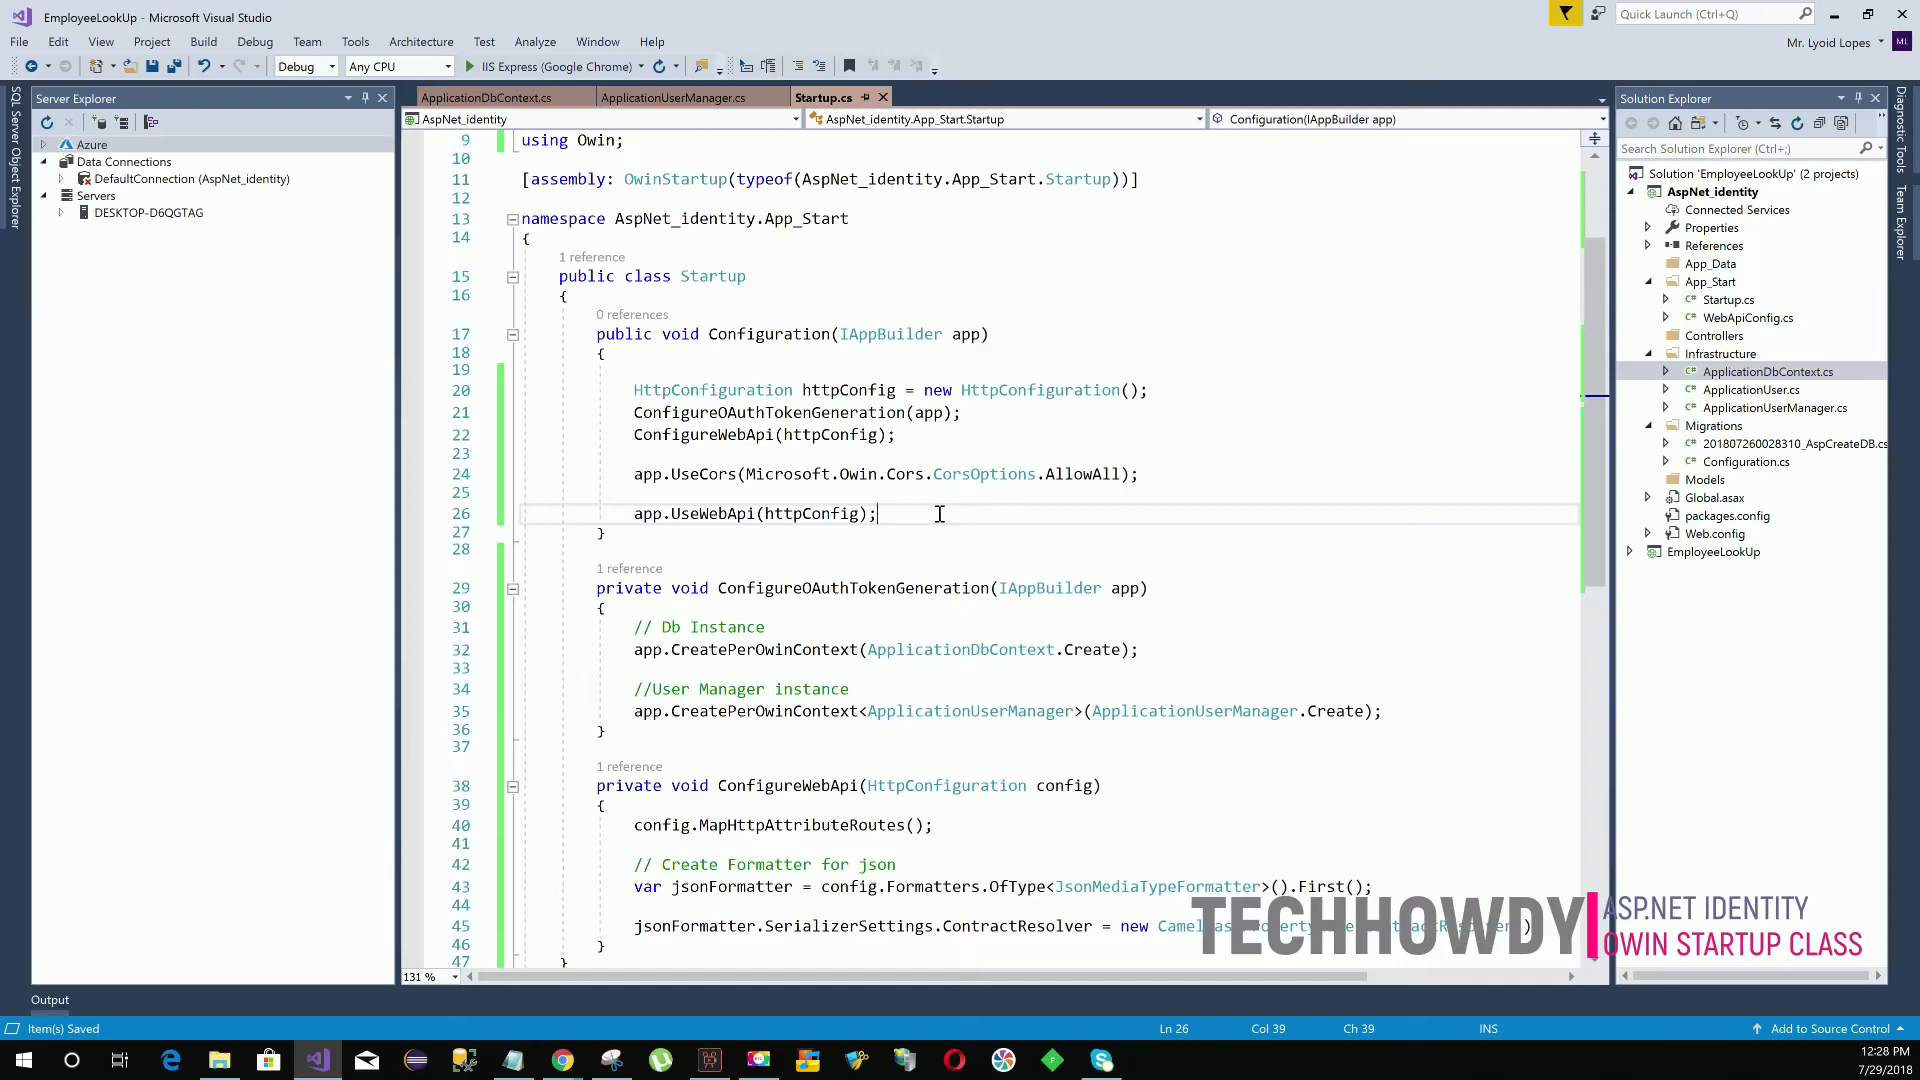 EmployeeLookUp - Microsoft Visual Studio
Quick Launch (Ctrl+Q)
File Edit View Project Build Debug Team Tools Architecture Test Analyze Window Help
Mr. Lyoid Lopes ML
Debug Any CPU IIS Express (Google Chrome)
SQL Server Object Explorer
Server Explorer
Azure
Data Connections
DefaultConnection (AspNet_identity)
Servers
DESKTOP-D6QGTAG
ApplicationDbContext.cs ApplicationUserManager.cs Startup.cs
AspNet_identity AspNet_identity.App_Start.Startup Configuration(IAppBuilder app)
9 using Owin;
10
11 [assembly: OwinStartup(typeof(AspNet_identity.App_Start.Startup))]
12
13 namespace AspNet_identity.App_Start
14 {
1 reference
15 public class Startup
16 {
0 references
17 public void Configuration(IAppBuilder app)
18 {
19
20 HttpConfiguration httpConfig = new HttpConfiguration();
21 ConfigureOAuthTokenGeneration(app);
22 ConfigureWebApi(httpConfig);
23
24 app.UseCors(Microsoft.Owin.Cors.CorsOptions.AllowAll);
25
26 app.UseWebApi(httpConfig);
27 }
28
1 reference
29 private void ConfigureOAuthTokenGeneration(IAppBuilder app)
30 {
31 // Db Instance
32 app.CreatePerOwinContext(ApplicationDbContext.Create);
33
34 //User Manager instance
35 app.CreatePerOwinContext<ApplicationUserManager>(ApplicationUserManager.Create);
36 }
37
1 reference
38 private void ConfigureWebApi(HttpConfiguration config)
39 {
40 config.MapHttpAttributeRoutes();
41
42 // Create Formatter for json
43 var jsonFormatter = config.Formatters.OfType<JsonMediaTypeFormatter>().First();
44
45 jsonFormatter.SerializerSettings.ContractResolver = new
46 }
47 }
131 %
Solution Explorer
Search Solution Explorer (Ctrl+;)
Solution 'EmployeeLookUp' (2 projects)
AspNet_identity
Connected Services
Properties
References
App_Data
App_Start
Startup.cs
WebApiConfig.cs
Controllers
Infrastructure
ApplicationDbContext.cs
ApplicationUser.cs
ApplicationUserManager.cs
Migrations
201807260028310_AspCreateDB.cs
Configuration.cs
Models
Global.asax
packages.config
Web.config
EmployeeLookUp
Diagnostic Tools
Team Explorer
TECHHOWDY
ASP.NET IDENTITY
OWIN STARTUP CLASS
Output
Item(s) Saved Ln 26 Col 39 Ch 39 INS Add to Source Control
12:28 PM
7/29/2018